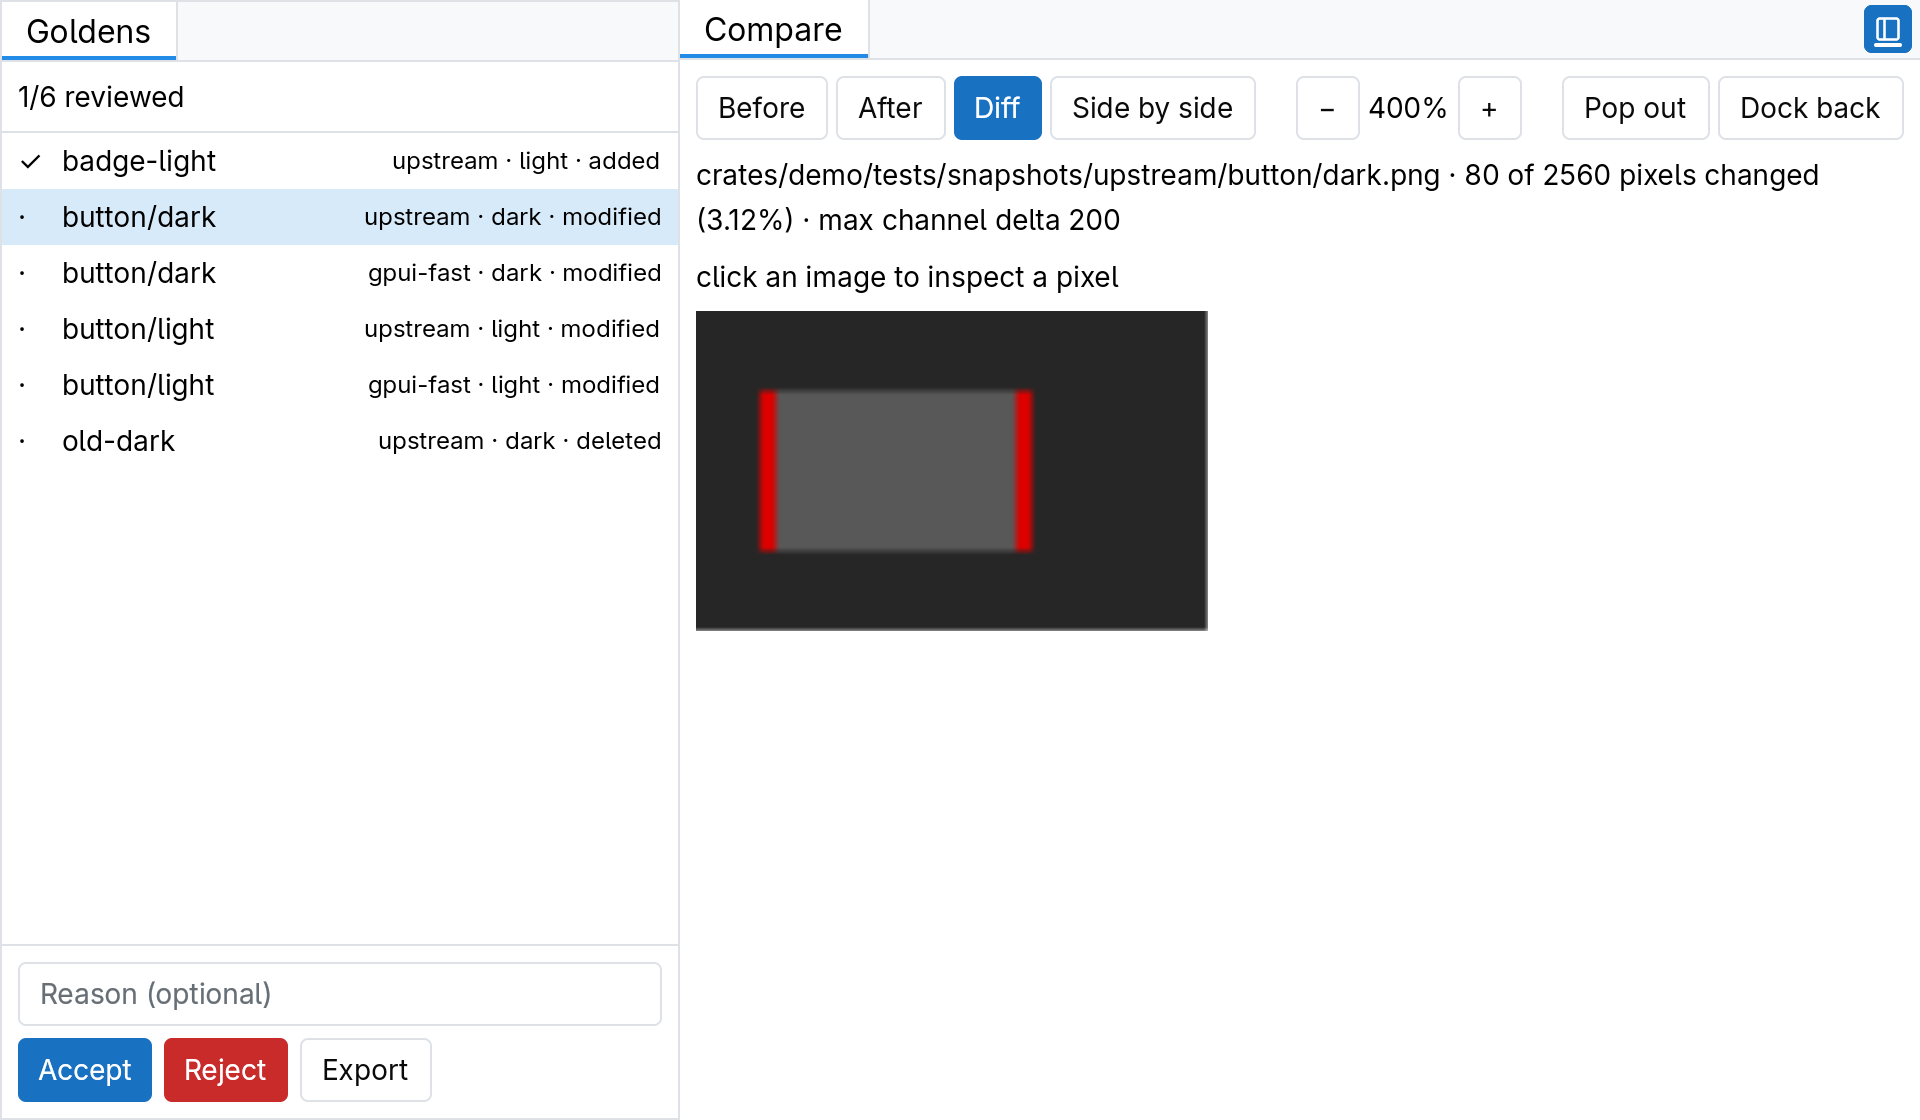 Goldens
1/6 reviewed
✓ badge-light upstream · light · added
· button/dark upstream · dark · modified
· button/dark gpui-fast · dark · modified
· button/light upstream · light · modified
· button/light gpui-fast · light · modified
· old-dark upstream · dark · deleted
Reason (optional)
Accept Reject Export
Compare
Before After Diff Side by side − 400% + Pop out Dock back
crates/demo/tests/snapshots/upstream/button/dark.png · 80 of 2560 pixels changed
(3.12%) · max channel delta 200
click an image to inspect a pixel